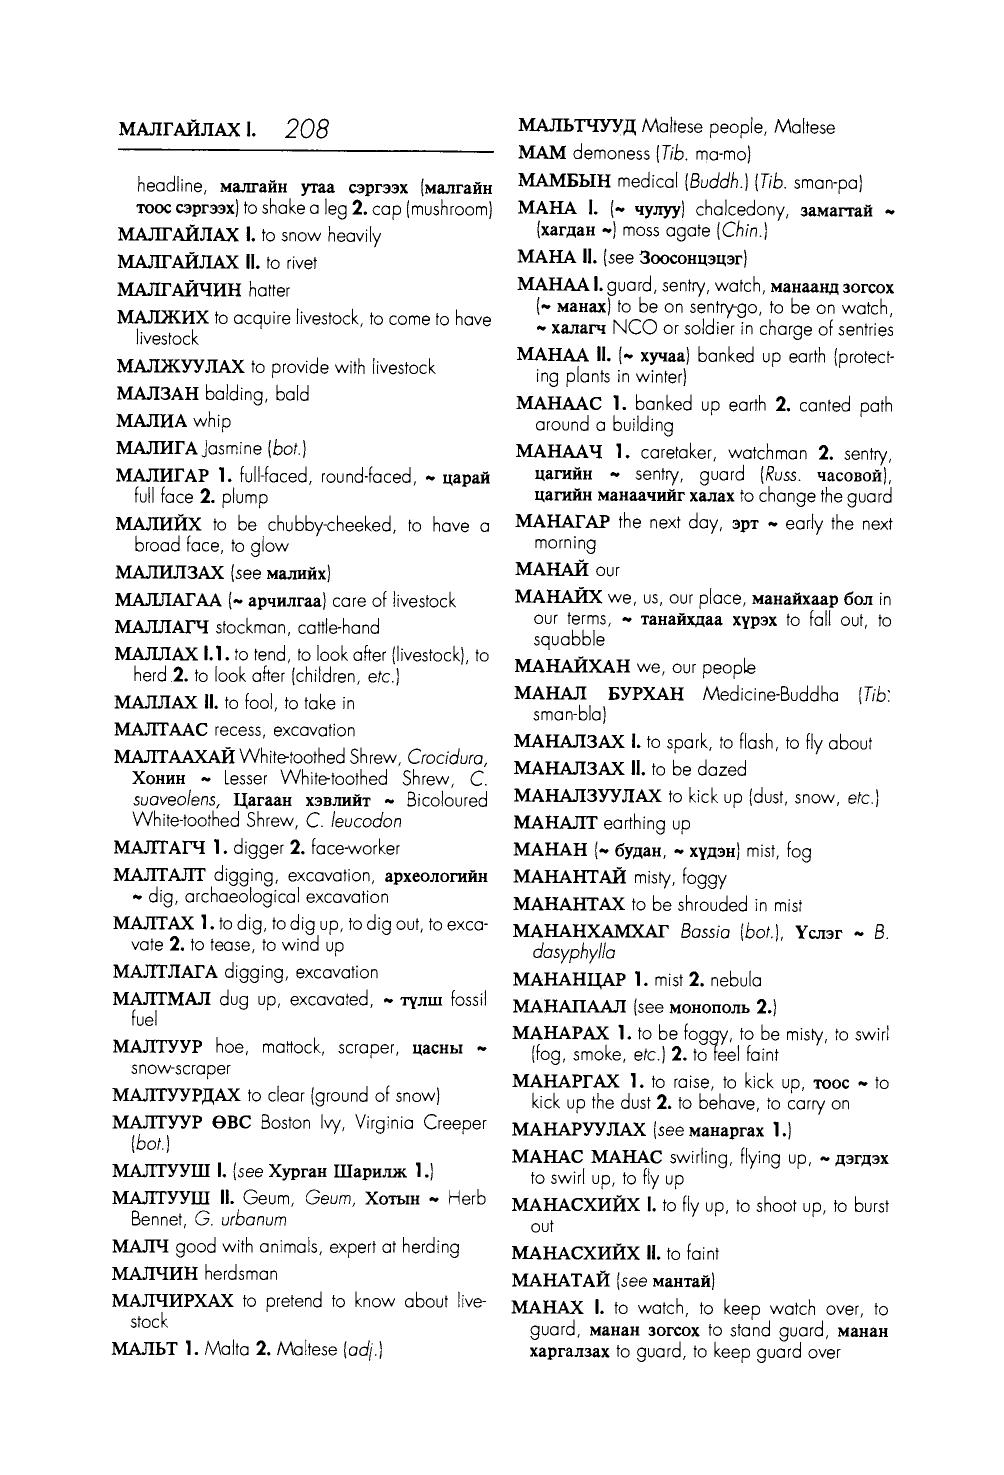 МАЛГАЙЛАХ I. 208
headline, малгайн утаа сэргээх (малгайн
тоос сэргээх) to shake a leg 2. cap (mushroom)
МАЛГАЙЛАХ I. to snow heavily
МАЛГАЙЛАХ II. to rivet
МАЛГАЙЧИН hatter
МАЛЖИХ to acquire livestock, to come to have
livestock
МАЛЖУУЛАХ to provide with livestock
МАЛЗАН balding, bald
МАЛИА whip
МАЛИГА Jasmine (bot.)
МАЛИГАР 1. full-faced, round-faced, ~ царай
full face 2. plump
МАЛИЙХ to be chubby-cheeked, to have a
broad face, to glow
МАЛИЛЗАХ (see малийх)
МАЛЛАГАА (~ арчилгаа) care of livestock
МАЛЛАГЧ stockman, cattle-hand
МАЛЛАХ I.1. to tend, to look after (livestock), to
herd 2. to look after (children, etc.)
МАЛЛАХ II. to fool, to take in
МАЛТААС recess, excavation
МАЛТААХАЙ White-toothed Shrew, Crocidura,
Хонин ~ Lesser White-toothed Shrew, C.
suaveolens, Цагаан хэвлийт ~ Bicoloured
White-toothed Shrew, C. leucodon
МАЛТАГЧ 1. digger 2. face-worker
МАЛТАЛТ digging, excavation, археологийн
~ dig, archaeological excavation
МАЛТАХ 1. to dig, to dig up, to dig out, to exca-
vate 2. to tease, to wind up
МАЛТЛАГА digging, excavation
МАЛТМАЛ dug up, excavated, ~ түлш fossil
fuel
МАЛТУУР hoe, mattock, scraper, цасны ~
snow-scraper
МАЛТУУРДАХ to clear (ground of snow)
МАЛТУУР ӨВС Boston Ivy, Virginia Creeper
(bot.)
МАЛТУУШ I. (see Хурган Шарилж 1.)
МАЛТУУШ II. Geum, Geum, Хотын ~ Herb
Bennet, G. urbanum
МАЛЧ good with animals, expert at herding
МАЛЧИН herdsman
МАЛЧИРХАХ to pretend to know about live-
stock
МАЛЬТ 1. Malta 2. Maltese (adj.)
МАЛЬТЧУУД Maltese people, Maltese
МАМ demoness (Tib. ma-mo)
МАМБЫН medical (Buddh.) (Tib. sman-pa)
МАНА I. (~ чулуу) chalcedony, замагтай ~
(хагдан ~) moss agate (Chin.)
МАНА II. (see Зоосонцэцэг)
МАНАА I. guard, sentry, watch, манаанд зогсох
(~ манах) to be on sentry-go, to be on watch,
~ халагч NCO or soldier in charge of sentries
МАНАА II. (~ хучаа) banked up earth (protect-
ing plants in winter)
МАНААС 1. banked up earth 2. canted path
around a building
МАНААЧ 1. caretaker, watchman 2. sentry,
цагийн ~ sentry, guard (Russ. часовой),
цагийн манаачийг халах to change the guard
МАНАГАР the next day, эрт ~ early the next
morning
МАНАЙ our
МАНАЙХ we, us, our place, манайхаар бол in
our terms, ~ танайхдаа хүрэх to fall out, to
squabble
МАНАЙХАН we, our people
МАНАЛ БУРХАН Medicine-Buddha (Tib:
sman-bla)
МАНАЛЗАХ I. to spark, to flash, to fly about
МАНАЛЗАХ II. to be dazed
МАНАЛЗУУЛАХ to kick up (dust, snow, etc.)
МАНАЛТ earthing up
МАНАН (~ будан, ~ хүдэн) mist, fog
МАНАНТАЙ misty, foggy
МАНАНТАХ to be shrouded in mist
МАНАНХАМХАГ Bassia (bot.), Үслэг ~ B.
dasyphylla
МАНАНЦАР 1. mist 2. nebula
МАНАПААЛ (see монополь 2.)
МАНАРАХ 1. to be foggy, to be misty, to swirl
(fog, smoke, etc.) 2. to feel faint
МАНАРГАХ 1. to raise, to kick up, тоос ~ to
kick up the dust 2. to behave, to carry on
МАНАРУУЛАХ (see манаргах 1.)
МАНАС МАНАС swirling, flying up, ~ дэгдэх
to swirl up, to fly up
МАНАСХИЙХ I. to fly up, to shoot up, to burst
out
МАНАСХИЙХ II. to faint
МАНАТАЙ (see мантай)
МАНАХ I. to watch, to keep watch over, to
guard, манан зогсох to stand guard, манан
харгалзах to guard, to keep guard over